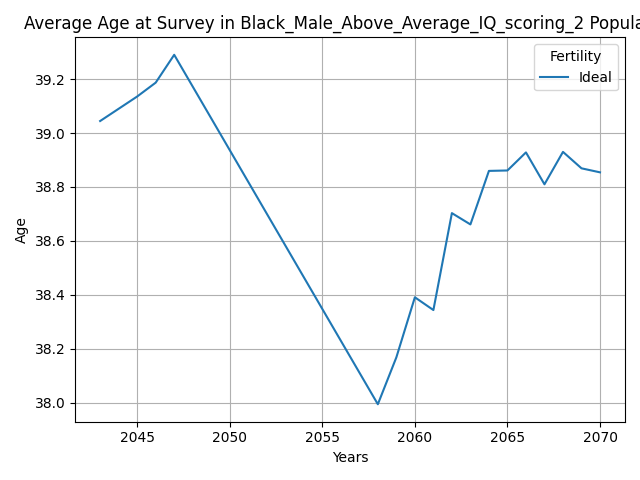 Average Age at Survey in Black_Male_Above_Average_IQ_scoring_2 Popula
Fertility
Ideal
39.2
39.0
38.8
38.6
38.4
38.2
38.0
Age
2045 2050 2055 2060 2065 2070
Years